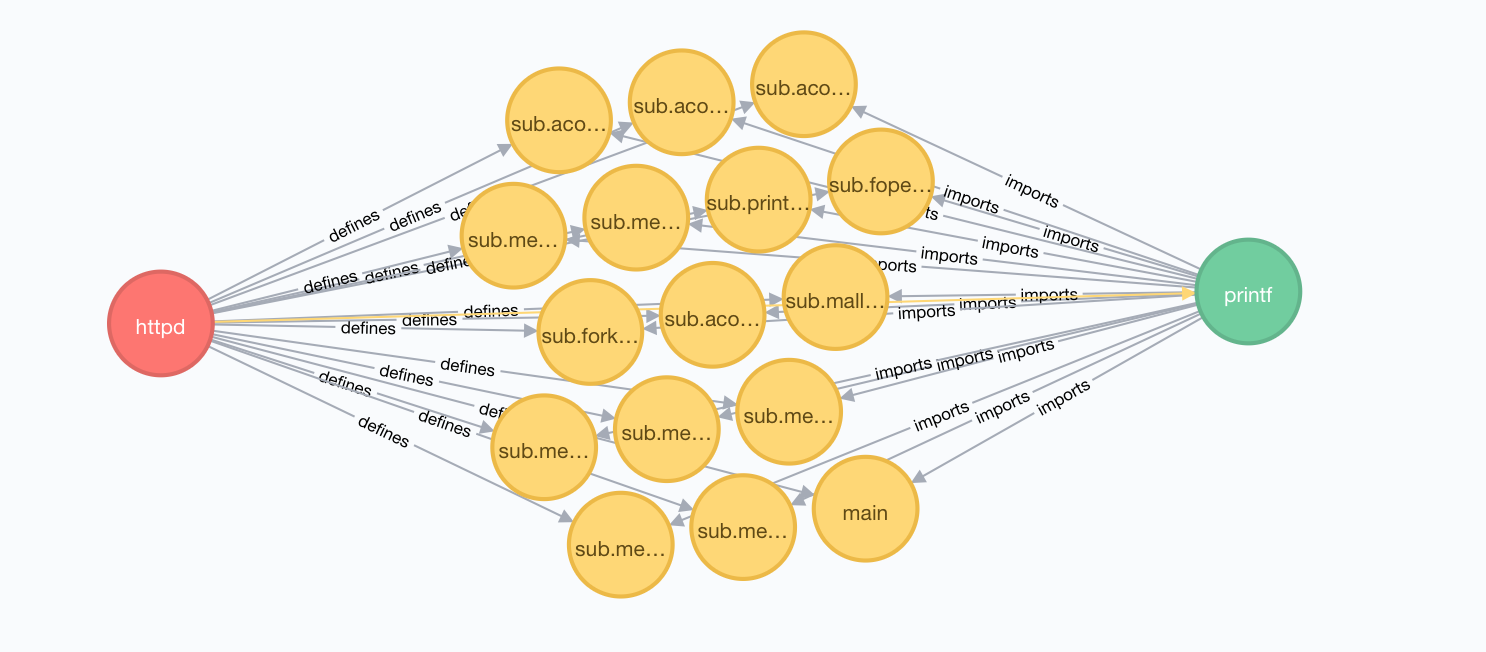 sub.aco…
sub.aco…
sub.aco…
sub.fope…
sub.print…
sub.me…
sub.me…
imports
imports
imports
imports
imports
defines
defines
defines
defines
httpd
printf
sub.mall…
sub.aco…
sub.fork…
defines
defines
defines
imports
imports
imports
defines
defines
defines
defines
defines
imports
imports
imports
imports
imports
imports
sub.me…
sub.me…
sub.me…
main
sub.me…
sub.me…